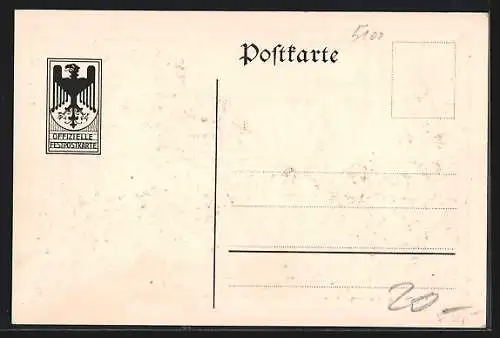 5100
Postkarte
OFFIZIELLE
FESTPOSTKARTE
20-